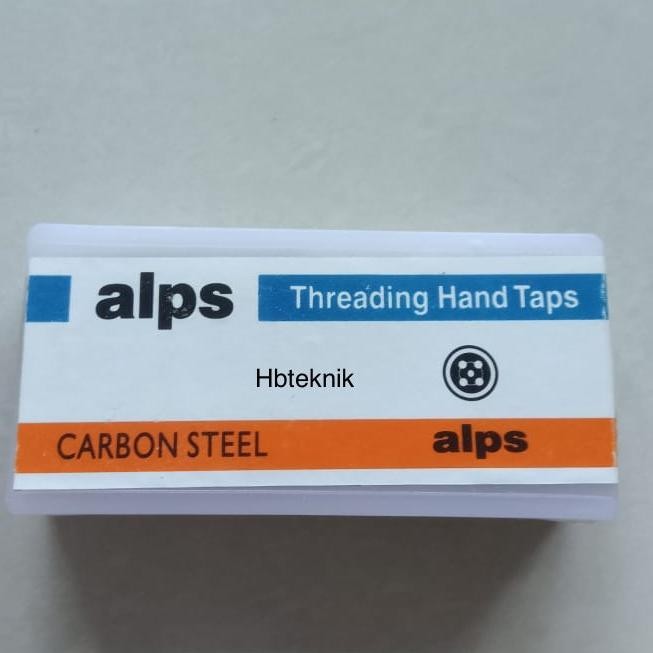 alps Threading Hand Taps
Hbteknik
CARBON STEEL alps